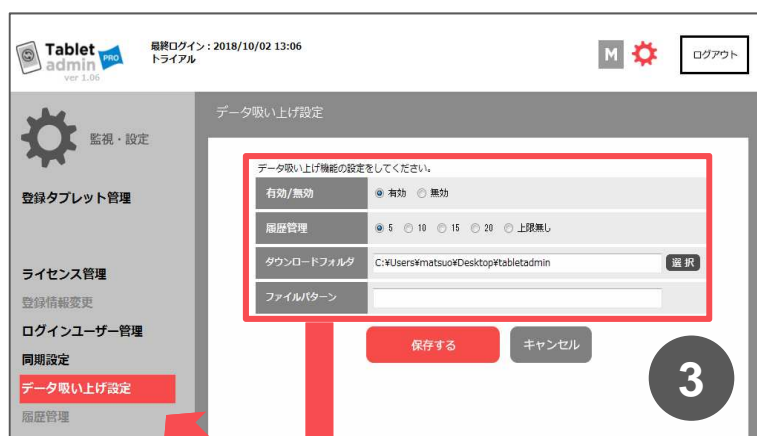 Tablet
admin PRO
ver 1.06
最終ログイン : 2018/10/02 13:06
トライアル
M
ログアウト
監視・設定
登録タブレット管理
ライセンス管理
登録情報変更
ログインユーザー管理
同期設定
データ吸い上げ設定
履歴管理
データ吸い上げ設定
データ吸い上げ機能の設定をしてください。
有効/無効 有効 無効
履歴管理 5 10 15 20 上限無し
ダウンロードフォルダ C:¥Users¥matsuo¥Desktop¥tabletadmin 選択
ファイルパターン
保存する キャンセル
3